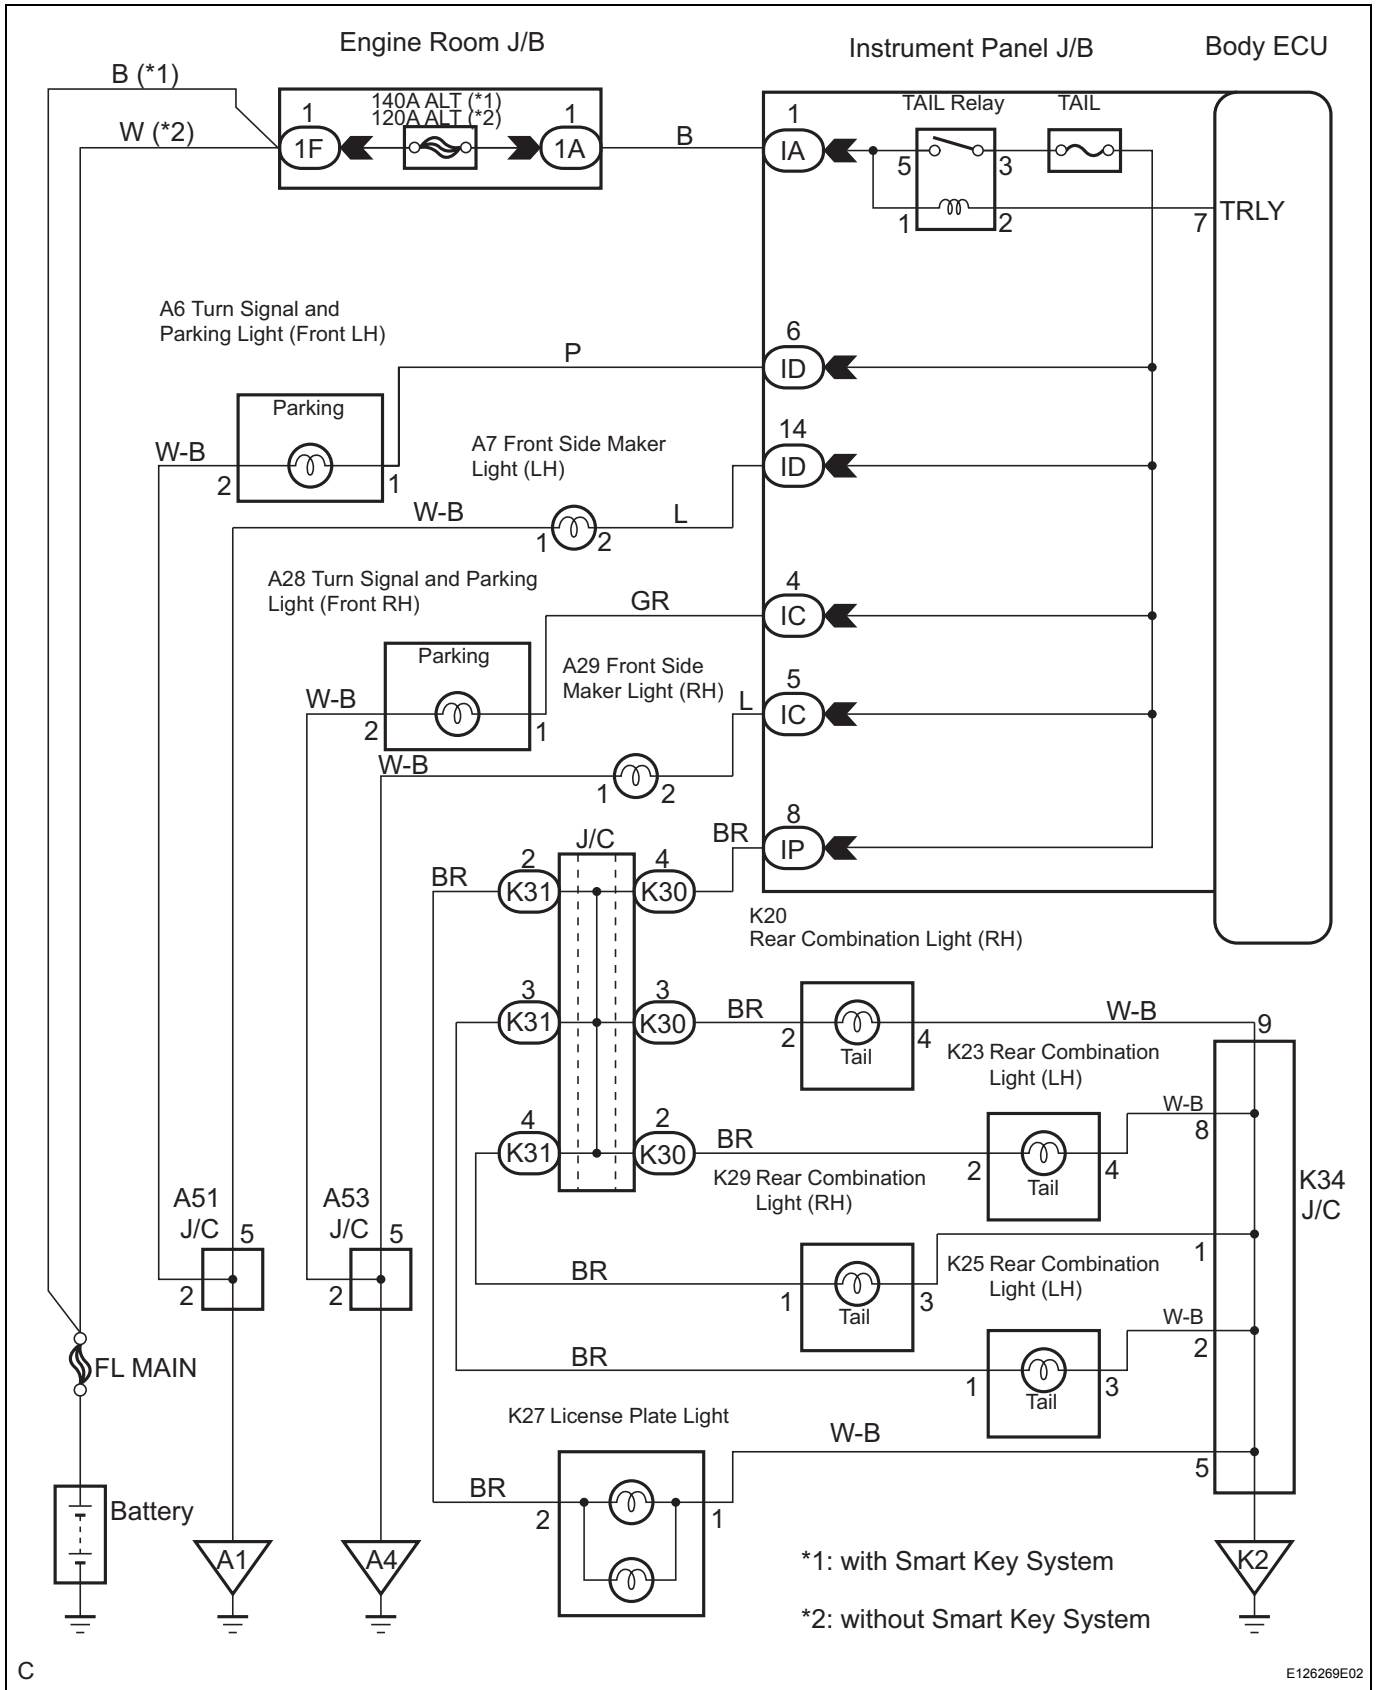 Engine Room J/B
Instrument Panel J/B
Body ECU
B (*1)
W (*2)
1
1F
140A ALT (*1)
120A ALT (*2)
1
1A
B
1
IA
TAIL Relay
TAIL
5
3
1
2
7
TRLY
A6 Turn Signal and
Parking Light (Front LH)
P
6
ID
Parking
W-B
2
1
A7 Front Side Maker
Light (LH)
14
ID
W-B
L
1
2
A28 Turn Signal and Parking
Light (Front RH)
GR
4
IC
Parking
W-B
2
1
A29 Front Side
Maker Light (RH)
L
5
IC
W-B
1
2
BR
8
IP
J/C
BR
2
K31
4
K30
K20
Rear Combination Light (RH)
3
K31
3
K30
BR
2
Tail
4
W-B
9
K23 Rear Combination
Light (LH)
4
K31
2
K30
BR
2
Tail
4
W-B
8
K29 Rear Combination
Light (RH)
K34
J/C
A51
J/C
5
2
A53
J/C
5
2
BR
1
Tail
3
1
K25 Rear Combination
Light (LH)
BR
1
Tail
3
W-B
2
FL MAIN
K27 License Plate Light
W-B
5
BR
2
1
Battery
A1
A4
K2
*1: with Smart Key System
*2: without Smart Key System
C
E126269E02